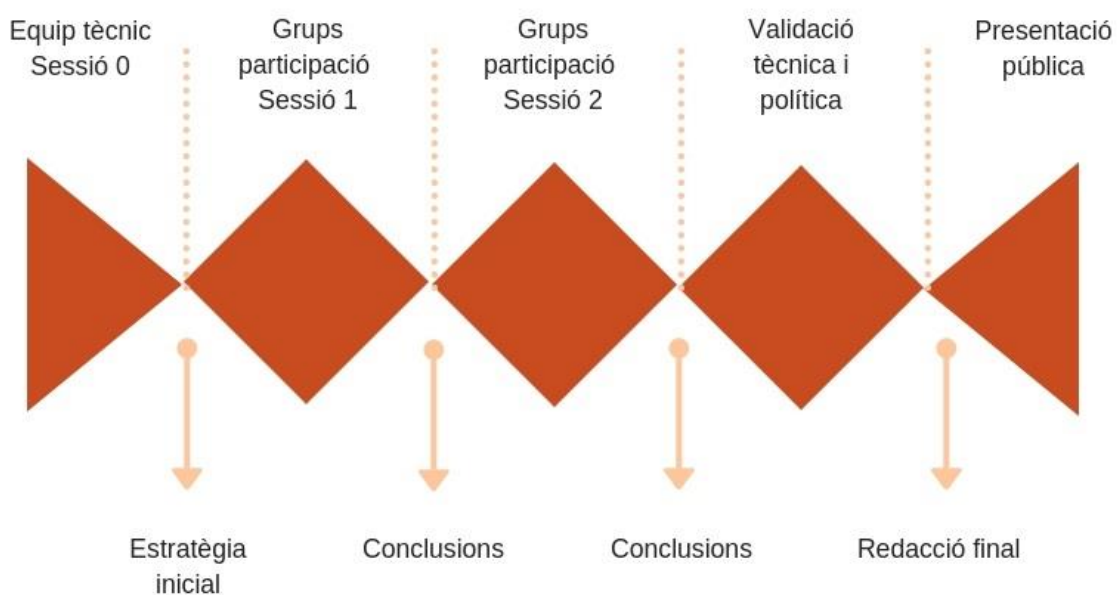 Equip tècnic
Sessió 0
Grups
participació
Sessió 1
Grups
participació
Sessió 2
Validació
tècnica i
política
Presentació
pública
Estratègia
inicial
Conclusions
Conclusions
Redacció final